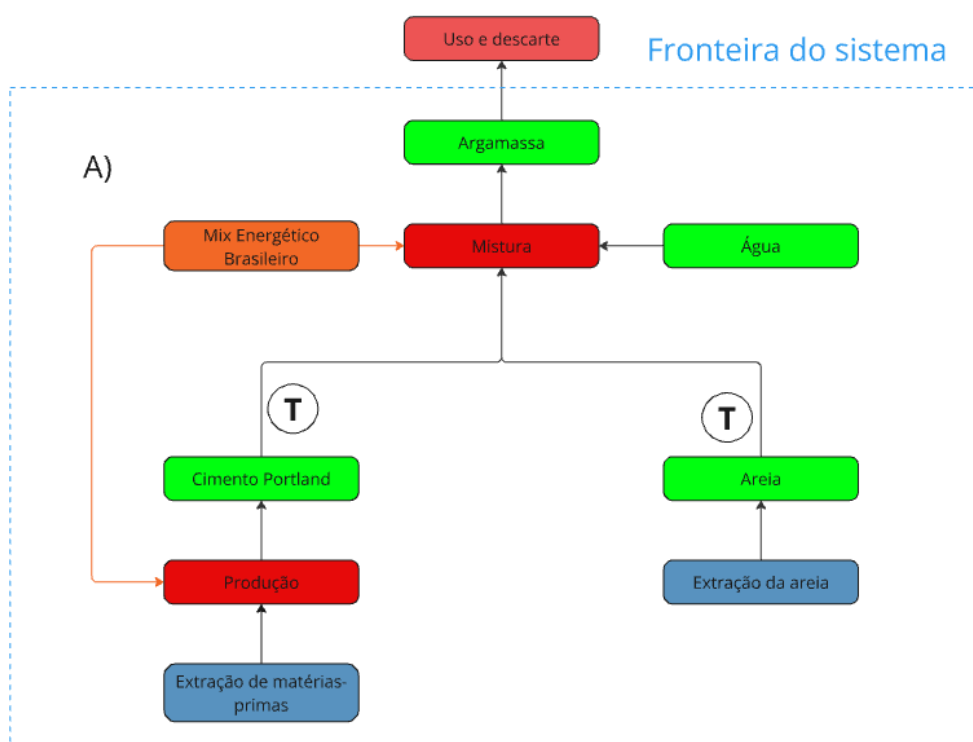 Uso e descarte
Fronteira do sistema
Argamassa
A)
Mix Energético
Brasileiro
Mistura
Água
T
T
Cimento Portland
Areia
Produção
Extração da areia
Extração de matérias-
primas